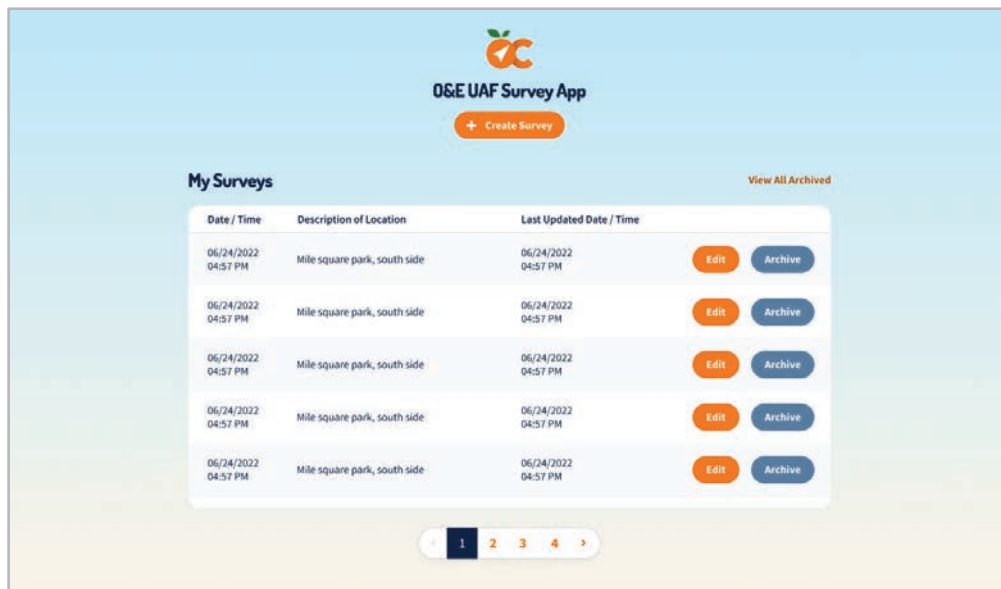 OC
O&E UAF Survey App
+ Create Survey
My Surveys
View All Archived
Date / Time Description of Location Last Updated Date / Time
06/24/2022
04:57 PM
Mile square park, south side
06/24/2022
04:57 PM
Edit Archive
06/24/2022
04:57 PM
Mile square park, south side
06/24/2022
04:57 PM
Edit Archive
06/24/2022
04:57 PM
Mile square park, south side
06/24/2022
04:57 PM
Edit Archive
06/24/2022
04:57 PM
Mile square park, south side
06/24/2022
04:57 PM
Edit Archive
06/24/2022
04:57 PM
Mile square park, south side
06/24/2022
04:57 PM
Edit Archive
‹ 1 2 3 4 ›